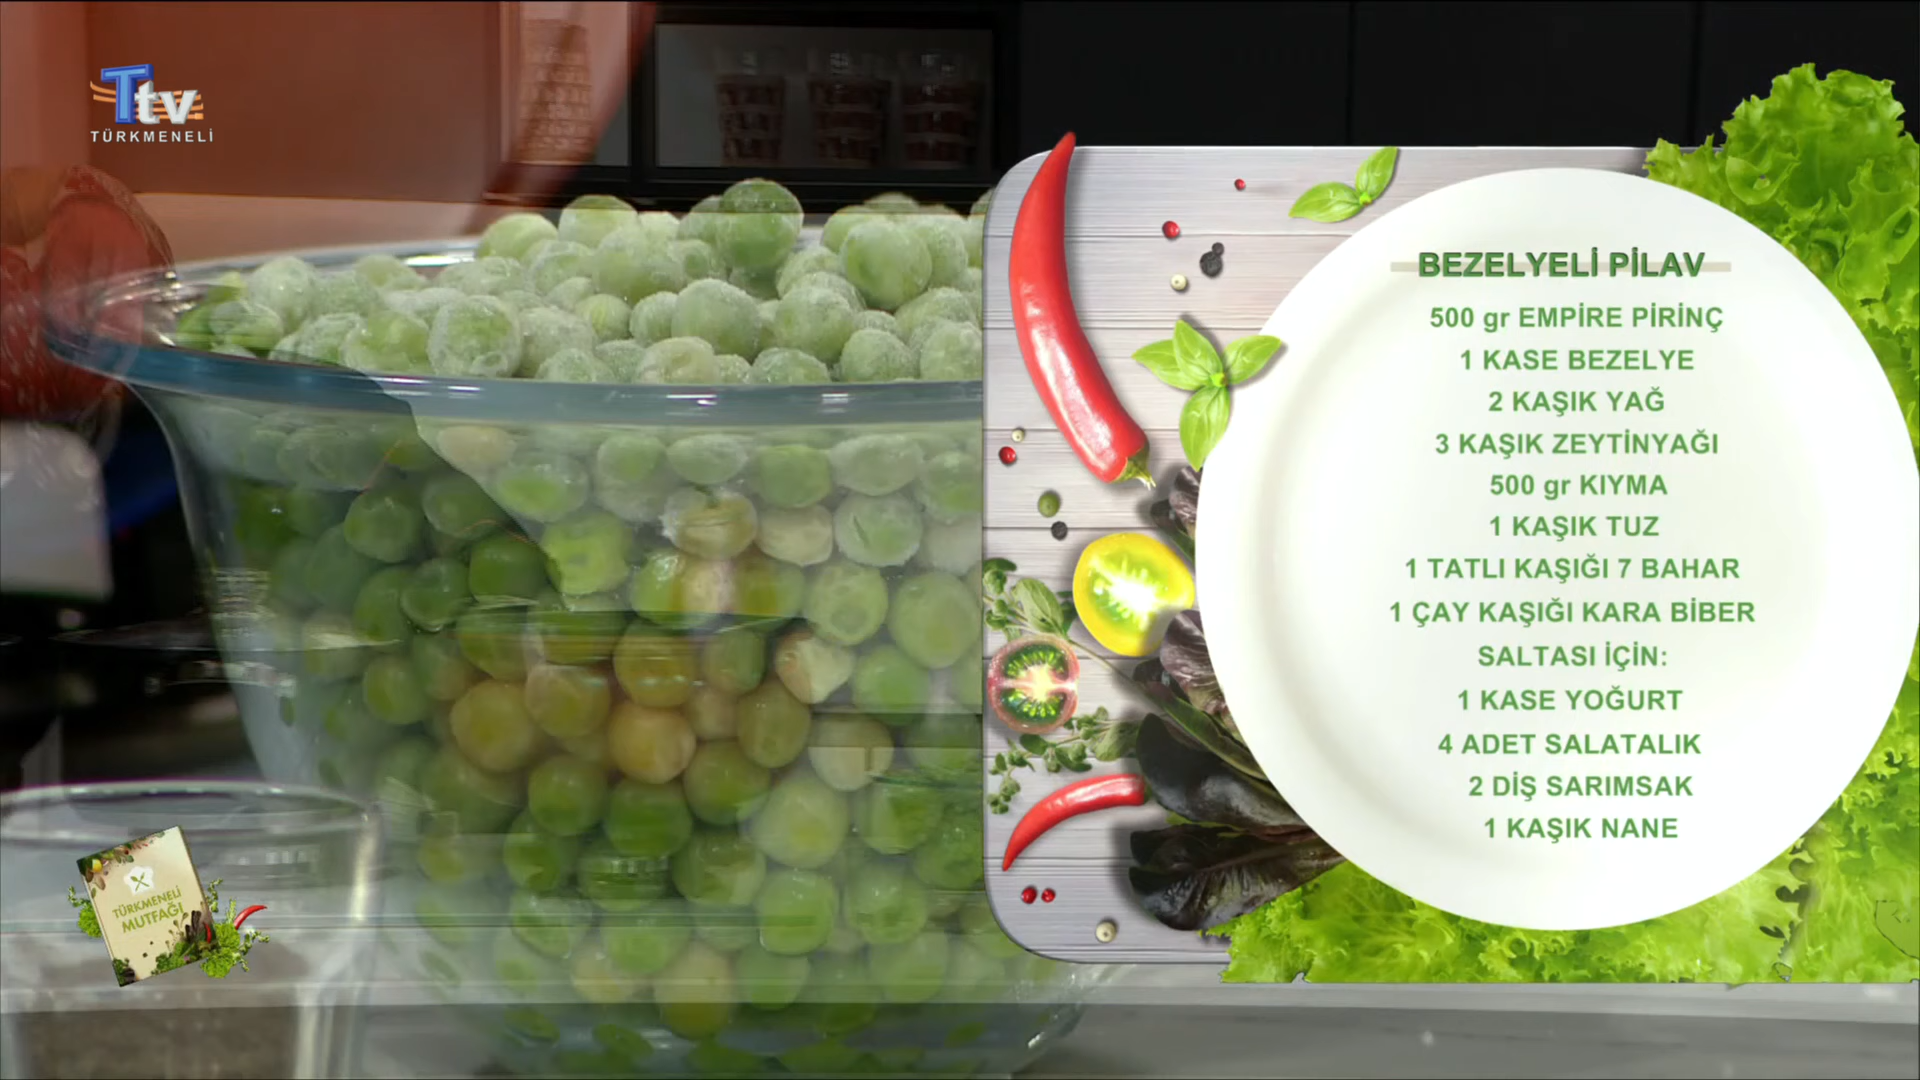 Ttv
TÜRKMENELİ
BEZELYELİ PİLAV
500 gr EMPİRE PİRİNÇ
1 KASE BEZELYE
2 KAŞIK YAĞ
3 KAŞIK ZEYTİNYAĞI
500 gr KIYMA
1 KAŞIK TUZ
1 TATLI KAŞIĞI 7 BAHAR
1 ÇAY KAŞIĞI KARA BİBER
SALTASI İÇİN:
1 KASE YOĞURT
4 ADET SALATALIK
2 DİŞ SARIMSAK
1 KAŞIK NANE
TÜRKMENELİ
MUTFAĞI